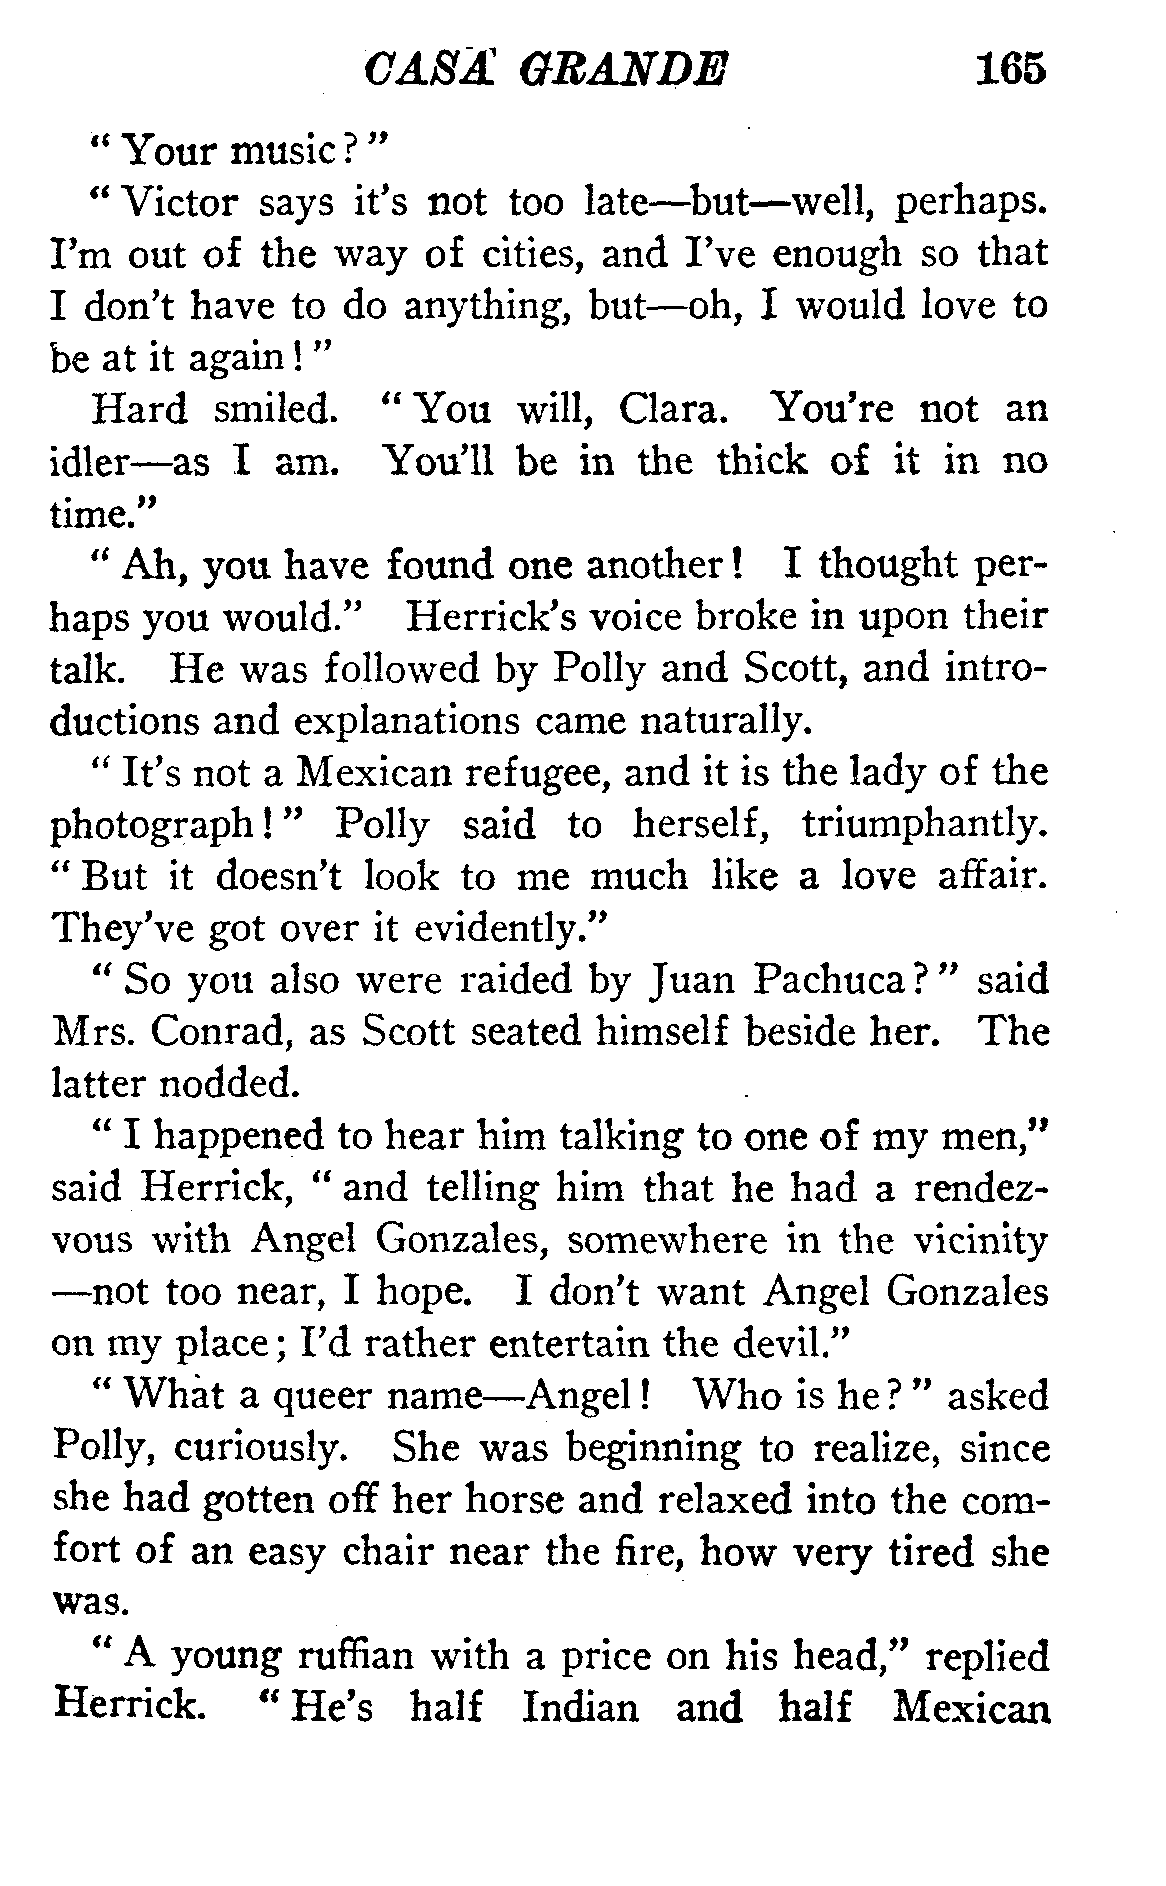 CASA GRANDE 165
"Your music?"
"Victor says it's not too late—but—well, perhaps.
I'm out of the way of cities, and I've enough so that
I don't have to do anything, but—oh, I would love to
be at it again!"
Hard smiled. "You will, Clara. You're not an
idler—as I am. You'll be in the thick of it in no
time."
"Ah, you have found one another! I thought per-
haps you would." Herrick's voice broke in upon their
talk. He was followed by Polly and Scott, and intro-
ductions and explanations came naturally.
"It's not a Mexican refugee, and it is the lady of the
photograph!" Polly said to herself, triumphantly.
"But it doesn't look to me much like a love affair.
They've got over it evidently."
"So you also were raided by Juan Pachuca?" said
Mrs. Conrad, as Scott seated himself beside her. The
latter nodded.
"I happened to hear him talking to one of my men,"
said Herrick, "and telling him that he had a rendez-
vous with Angel Gonzales, somewhere in the vicinity
—not too near, I hope. I don't want Angel Gonzales
on my place; I'd rather entertain the devil."
"What a queer name—Angel! Who is he?" asked
Polly, curiously. She was beginning to realize, since
she had gotten off her horse and relaxed into the com-
fort of an easy chair near the fire, how very tired she
was.
"A young ruffian with a price on his head," replied
Herrick. "He's half Indian and half Mexican